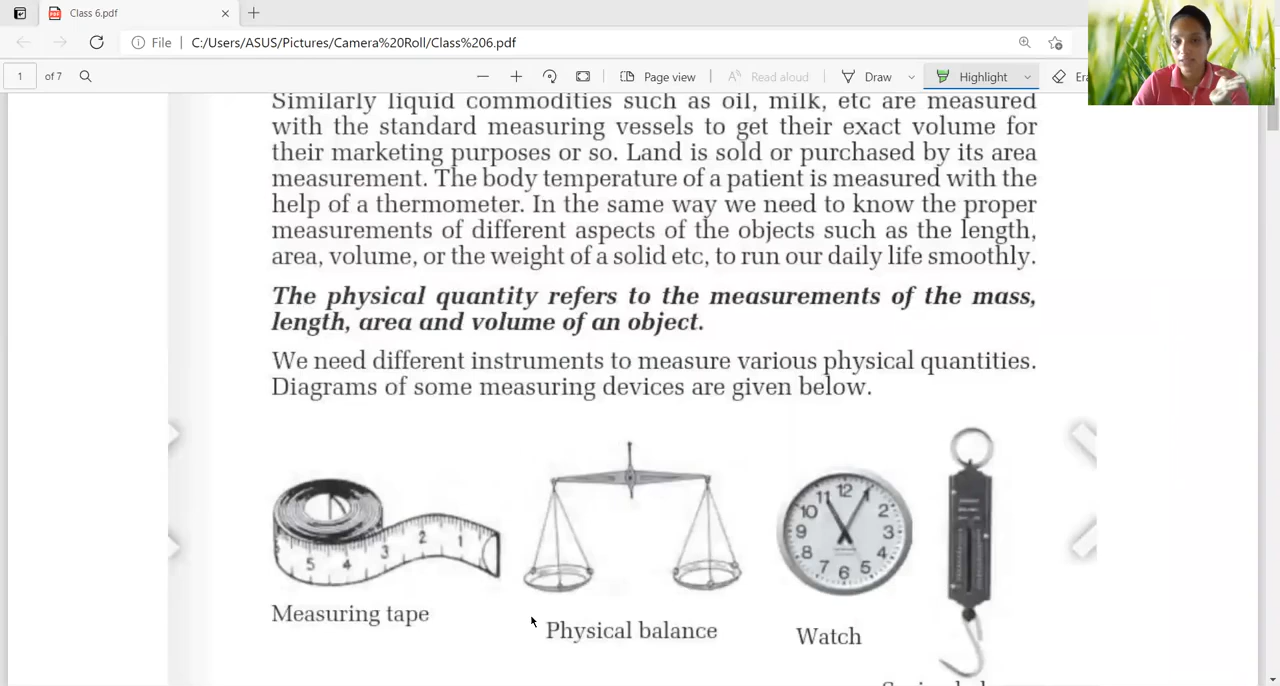 Class 6.pdf
File
C:/Users/ASUS/Pictures/Camera%20Roll/Class%206.pdf
1 of 7
Page view
Read aloud
Draw
Highlight
Similarly liquid commodities such as oil, milk, etc are measured
with the standard measuring vessels to get their exact volume for
their marketing purposes or so. Land is sold or purchased by its area
measurement. The body temperature of a patient is measured with the
help of a thermometer. In the same way we need to know the proper
measurements of different aspects of the objects such as the length,
area, volume, or the weight of a solid etc, to run our daily life smoothly.
The physical quantity refers to the measurements of the mass,
length, area and volume of an object.
We need different instruments to measure various physical quantities.
Diagrams of some measuring devices are given below.
5 4 3 2 1
11 12 2 3 4 5 6 7 8 9 10
Measuring tape
Physical balance
Watch